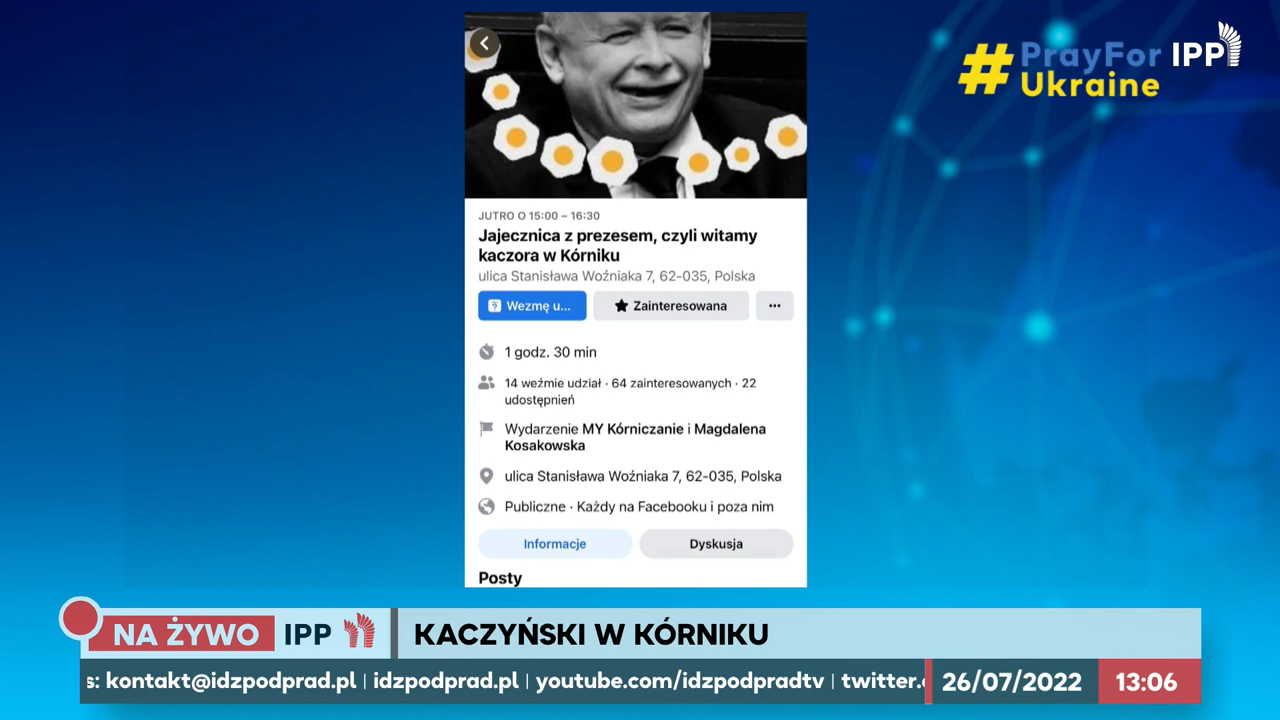 #PrayFor
Ukraine
IPP
JUTRO O 15:00 – 16:30
Jajecznica z prezesem, czyli witamy
kaczora w Kórniku
ulica Stanisława Woźniaka 7, 62-035, Polska
Wezmę u...
Zainteresowana
1 godz. 30 min
14 weźmie udział · 64 zainteresowanych · 22
udostępnień
Wydarzenie MY Kórniczanie i Magdalena
Kosakowska
ulica Stanisława Woźniaka 7, 62-035, Polska
Publiczne · Każdy na Facebooku i poza nim
Informacje
Dyskusja
Posty
NA ŻYWO IPP
KACZYŃSKI W KÓRNIKU
s: kontakt@idzpodprad.pl | idzpodprad.pl | youtube.com/idzpodpradtv | twitter.
26/07/2022
13:06